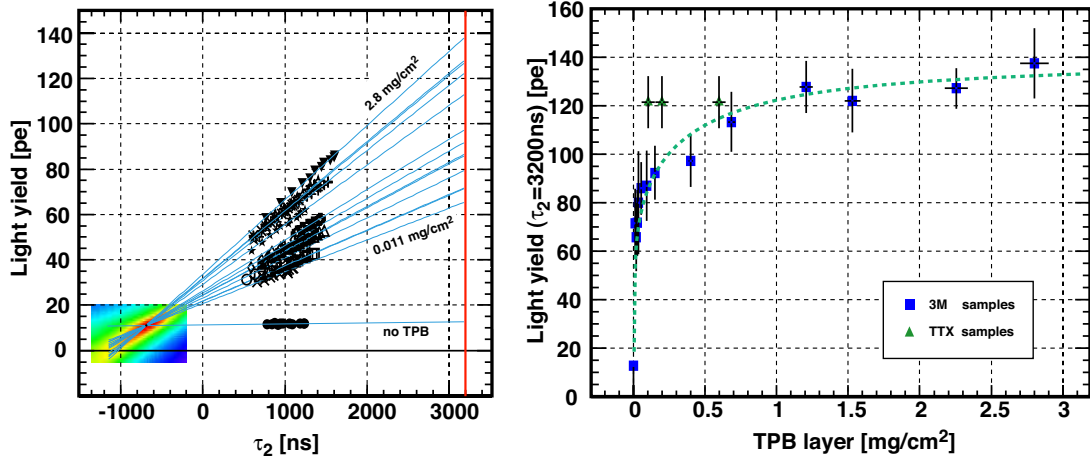 140
120
100
80
60
40
20
0
Light yield [pe]
2.8 mg/cm²
0.011 mg/cm²
no TPB
-1000 0 1000 2000 3000
τ₂ [ns]
160
140
120
100
80
60
40
20
0
Light yield (τ₂=3200ns) [pe]
3M samples
TTX samples
0 0.5 1 1.5 2 2.5 3
TPB layer [mg/cm²]